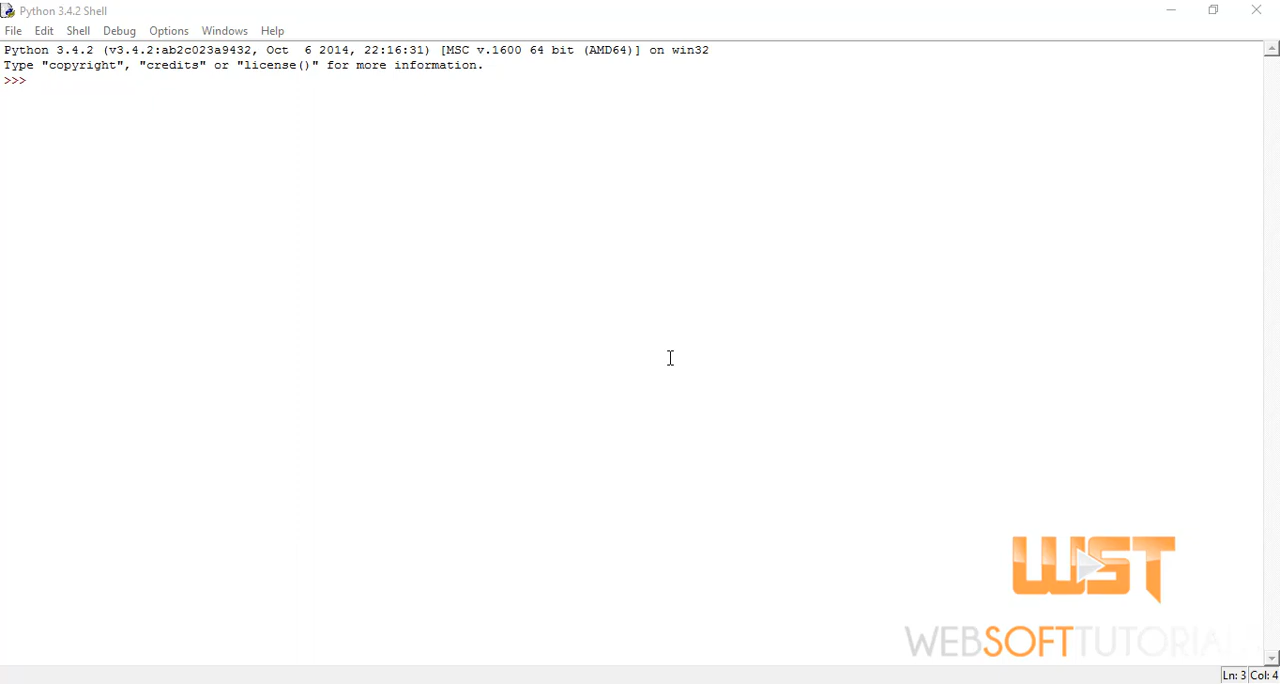 Python 3.4.2 Shell
File Edit Shell Debug Options Windows Help
Python 3.4.2 (v3.4.2:ab2c023a9432, Oct  6 2014, 22:16:31) [MSC v.1600 64 bit (AMD64)] on win32
Type "copyright", "credits" or "license()" for more information.
>>>
WST
WEBSOFTTUTORIAL
Ln: 3 Col: 4